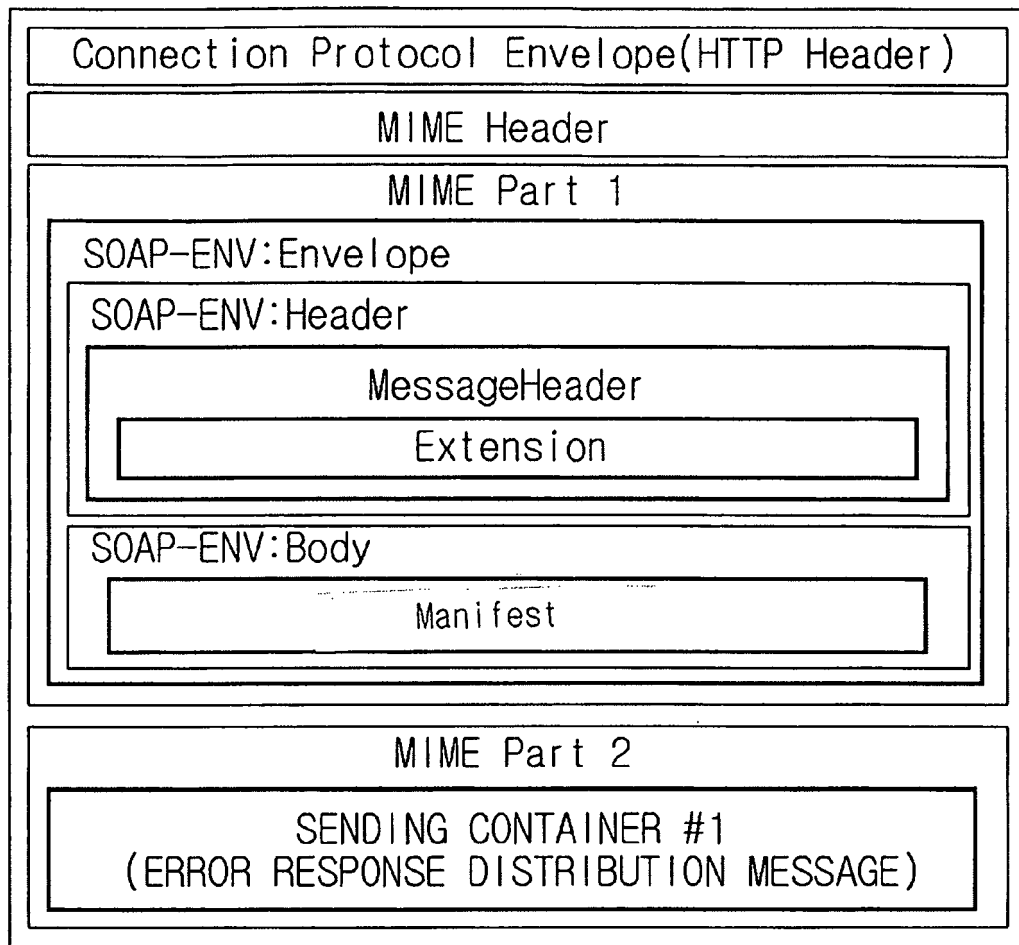 Connection Protocol Envelope(HTTP Header)
MIME Header
MIME Part 1
SOAP-ENV:Envelope
SOAP-ENV:Header
MessageHeader
Extension
SOAP-ENV:Body
Manifest
MIME Part 2
SENDING CONTAINER #1
(ERROR RESPONSE DISTRIBUTION MESSAGE)